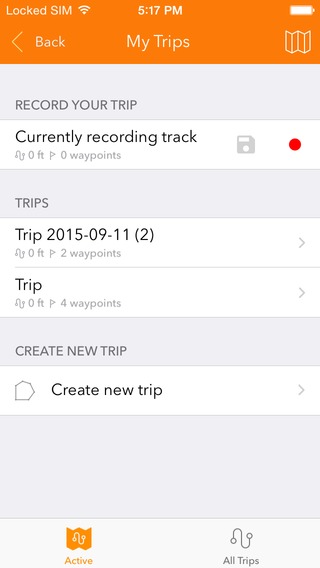 Locked SIM 5:17 PM
Back My Trips
RECORD YOUR TRIP
Currently recording track
0 ft 0 waypoints
TRIPS
Trip 2015-09-11 (2)
0 ft 2 waypoints
Trip
0 ft 4 waypoints
CREATE NEW TRIP
Create new trip
Active All Trips